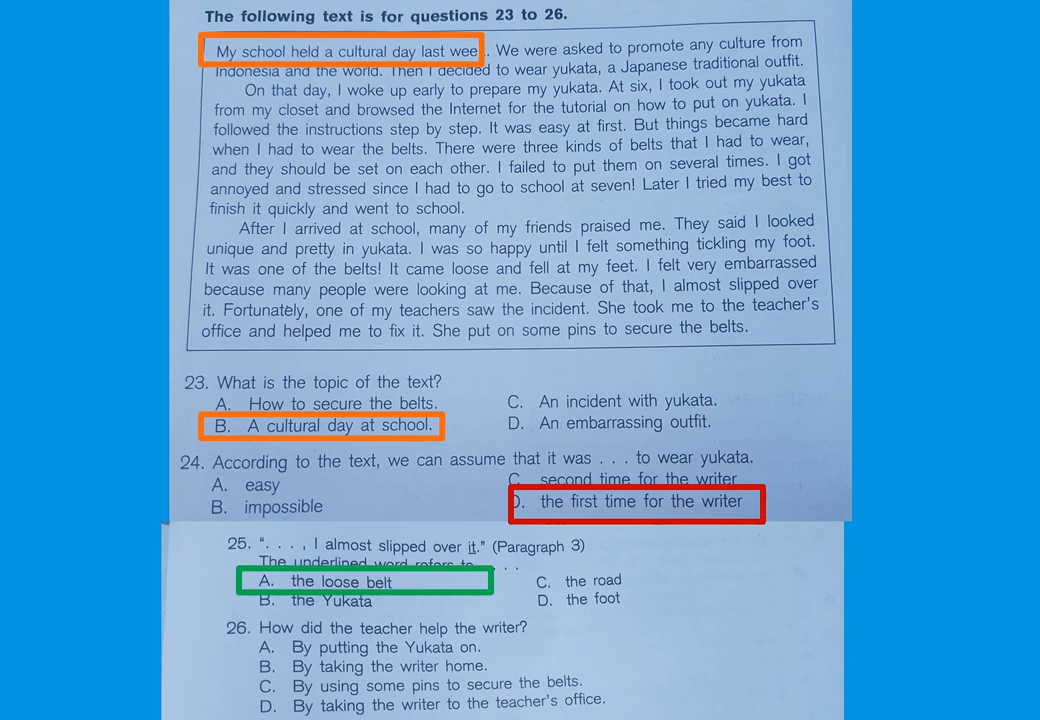 The following text is for questions 23 to 26.
My school held a cultural day last wee. We were asked to promote any culture from
Indonesia and the world. Then I decided to wear yukata, a Japanese traditional outfit.
On that day, I woke up early to prepare my yukata. At six, I took out my yukata
from my closet and browsed the Internet for the tutorial on how to put on yukata. I
followed the instructions step by step. It was easy at first. But things became hard
when I had to wear the belts. There were three kinds of belts that I had to wear,
and they should be set on each other. I failed to put them on several times. I got
annoyed and stressed since I had to go to school at seven! Later I tried my best to
finish it quickly and went to school.
After I arrived at school, many of my friends praised me. They said I looked
unique and pretty in yukata. I was so happy until I felt something tickling my foot.
It was one of the belts! It came loose and fell at my feet. I felt very embarrassed
because many people were looking at me. Because of that, I almost slipped over
it. Fortunately, one of my teachers saw the incident. She took me to the teacher's
office and helped me to fix it. She put on some pins to secure the belts.
23. What is the topic of the text?
A. How to secure the belts.
B. A cultural day at school.
C. An incident with yukata.
D. An embarrassing outfit.
24. According to the text, we can assume that it was . . . to wear yukata.
A. easy
B. impossible
C. second time for the writer
D. the first time for the writer
25. ". . . , I almost slipped over it." (Paragraph 3)
The underlined word refers to . . . .
A. the loose belt
B. the Yukata
C. the road
D. the foot
26. How did the teacher help the writer?
A. By putting the Yukata on.
B. By taking the writer home.
C. By using some pins to secure the belts.
D. By taking the writer to the teacher's office.